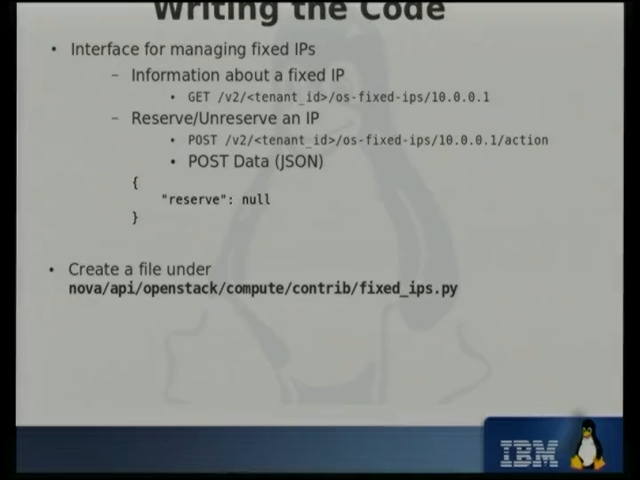 Writing the Code
• Interface for managing fixed IPs
– Information about a fixed IP
• GET /v2/<tenant_id>/os-fixed-ips/10.0.0.1
– Reserve/Unreserve an IP
• POST /v2/<tenant_id>/os-fixed-ips/10.0.0.1/action
• POST Data (JSON)
{
"reserve": null
}
• Create a file under
nova/api/openstack/compute/contrib/fixed_ips.py
IBM